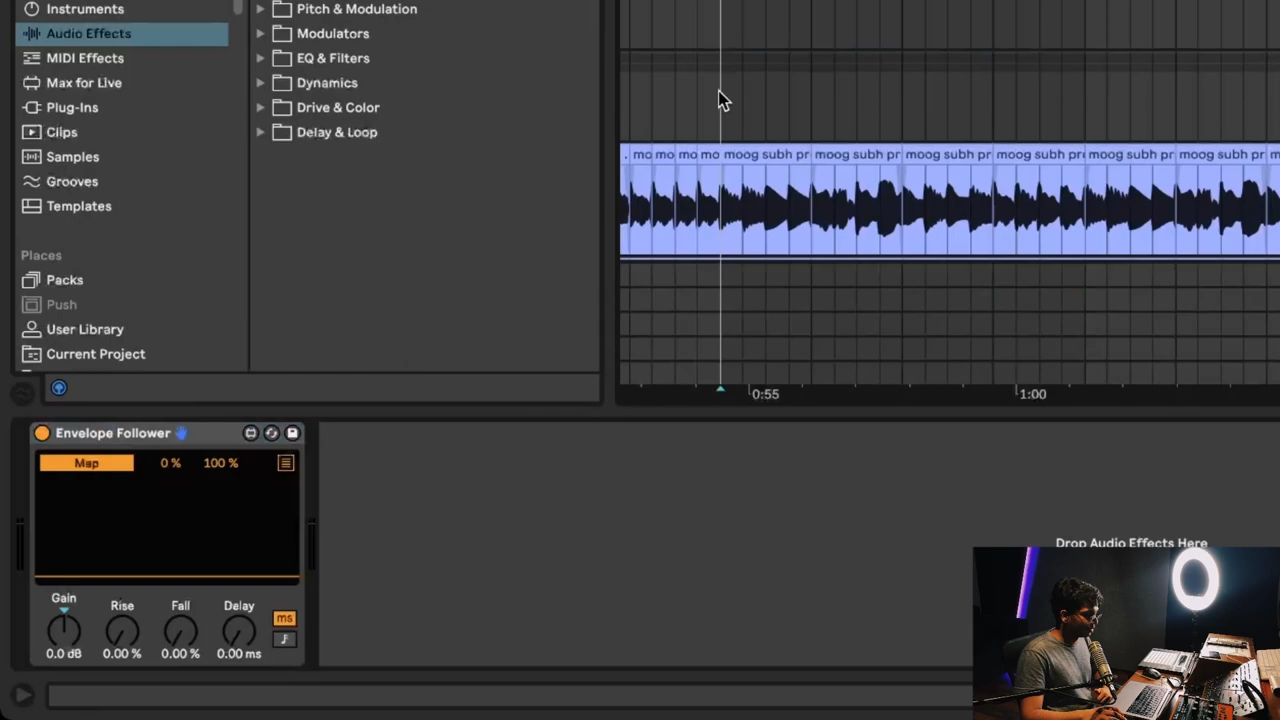 Instruments
Audio Effects
MIDI Effects
Max for Live
Plug-Ins
Clips
Samples
Grooves
Templates
Places
Packs
Push
User Library
Current Project
Pitch & Modulation
Modulators
EQ & Filters
Dynamics
Drive & Color
Delay & Loop
. mo mo mo mo moog subh pr moog subh pr moog subh pr moog subh pr moog subh pr moog subh pr m
0:55 1:00
Envelope Follower
Map 0 % 100 %
Gain Rise Fall Delay
ms
0.0 dB 0.00 % 0.00 % 0.00 ms
Drop Audio Effects Here